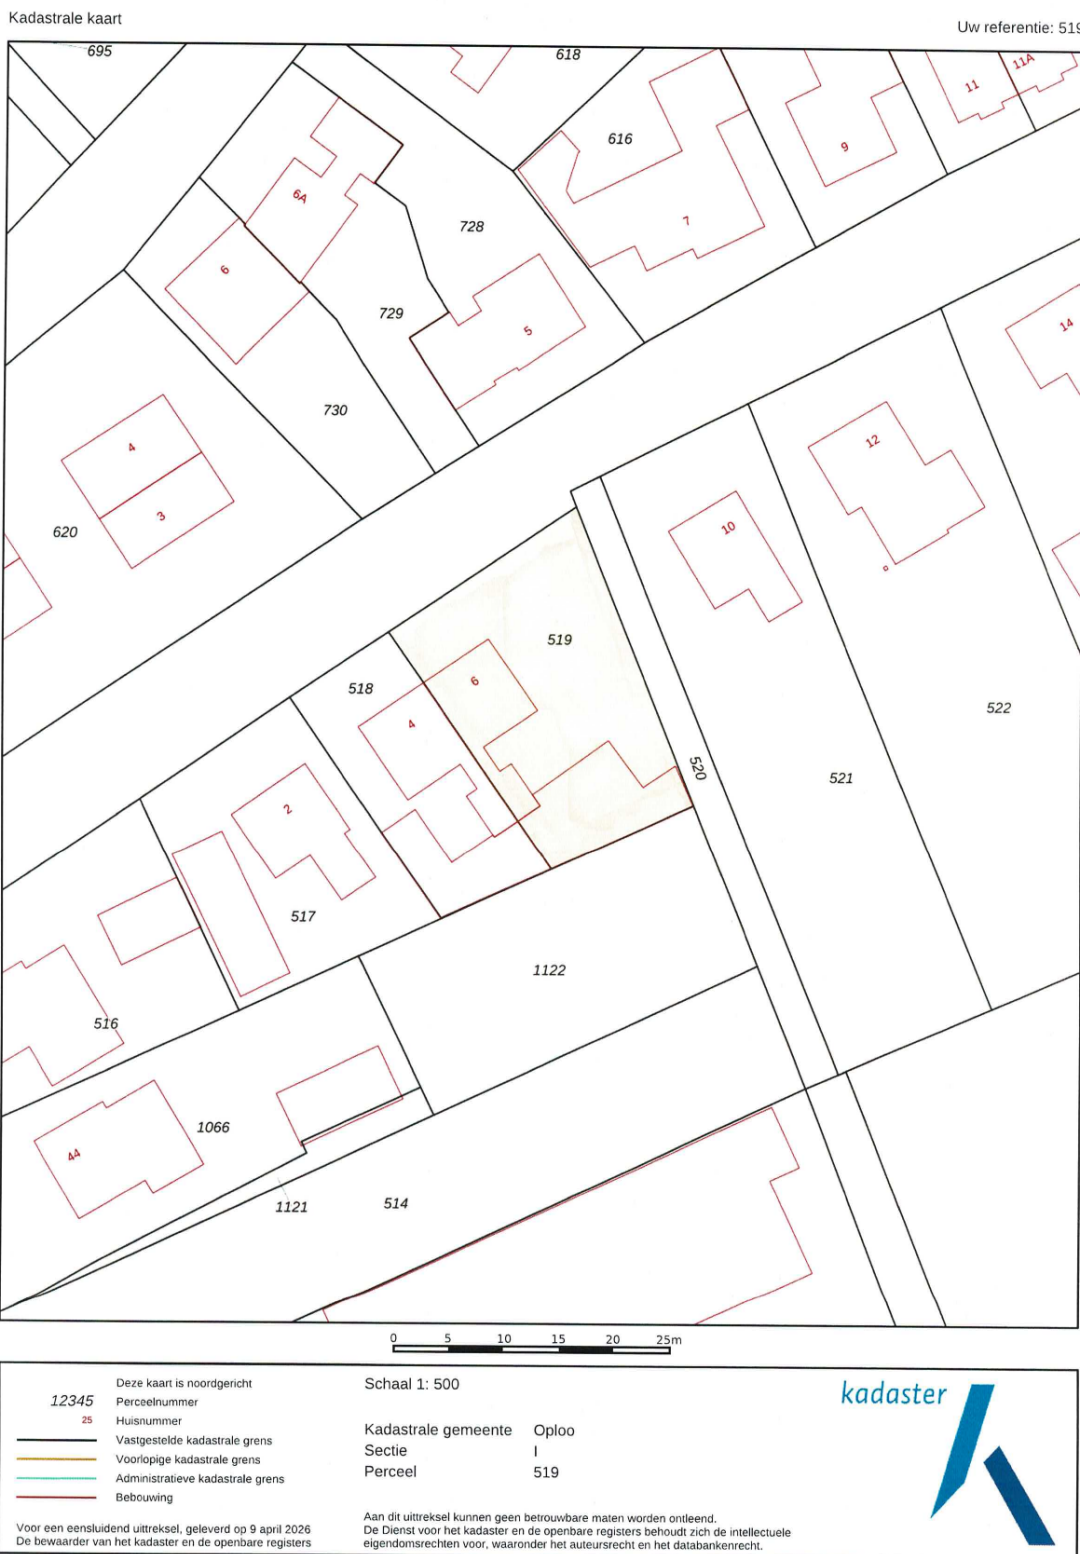 Kadastrale kaart
Uw referentie: 519
695
618
11A
11
616
9
6A
7
728
6
14
729
5
730
12
4
3
10
620
519
6
518
4
522
520
521
2
517
1122
516
1066
44
1121
514
0 5 10 15 20 25m
Deze kaart is noordgericht
12345 Perceelnummer
25 Huisnummer
Vastgestelde kadastrale grens
Voorlopige kadastrale grens
Administratieve kadastrale grens
Bebouwing
Voor een eensluidend uittreksel, geleverd op 9 april 2026
De bewaarder van het kadaster en de openbare registers
Schaal 1: 500
Kadastrale gemeente Oploo
Sectie I
Perceel 519
Aan dit uittreksel kunnen geen betrouwbare maten worden ontleend.
De Dienst voor het kadaster en de openbare registers behoudt zich de intellectuele
eigendomsrechten voor, waaronder het auteursrecht en het databankenrecht.
kadaster